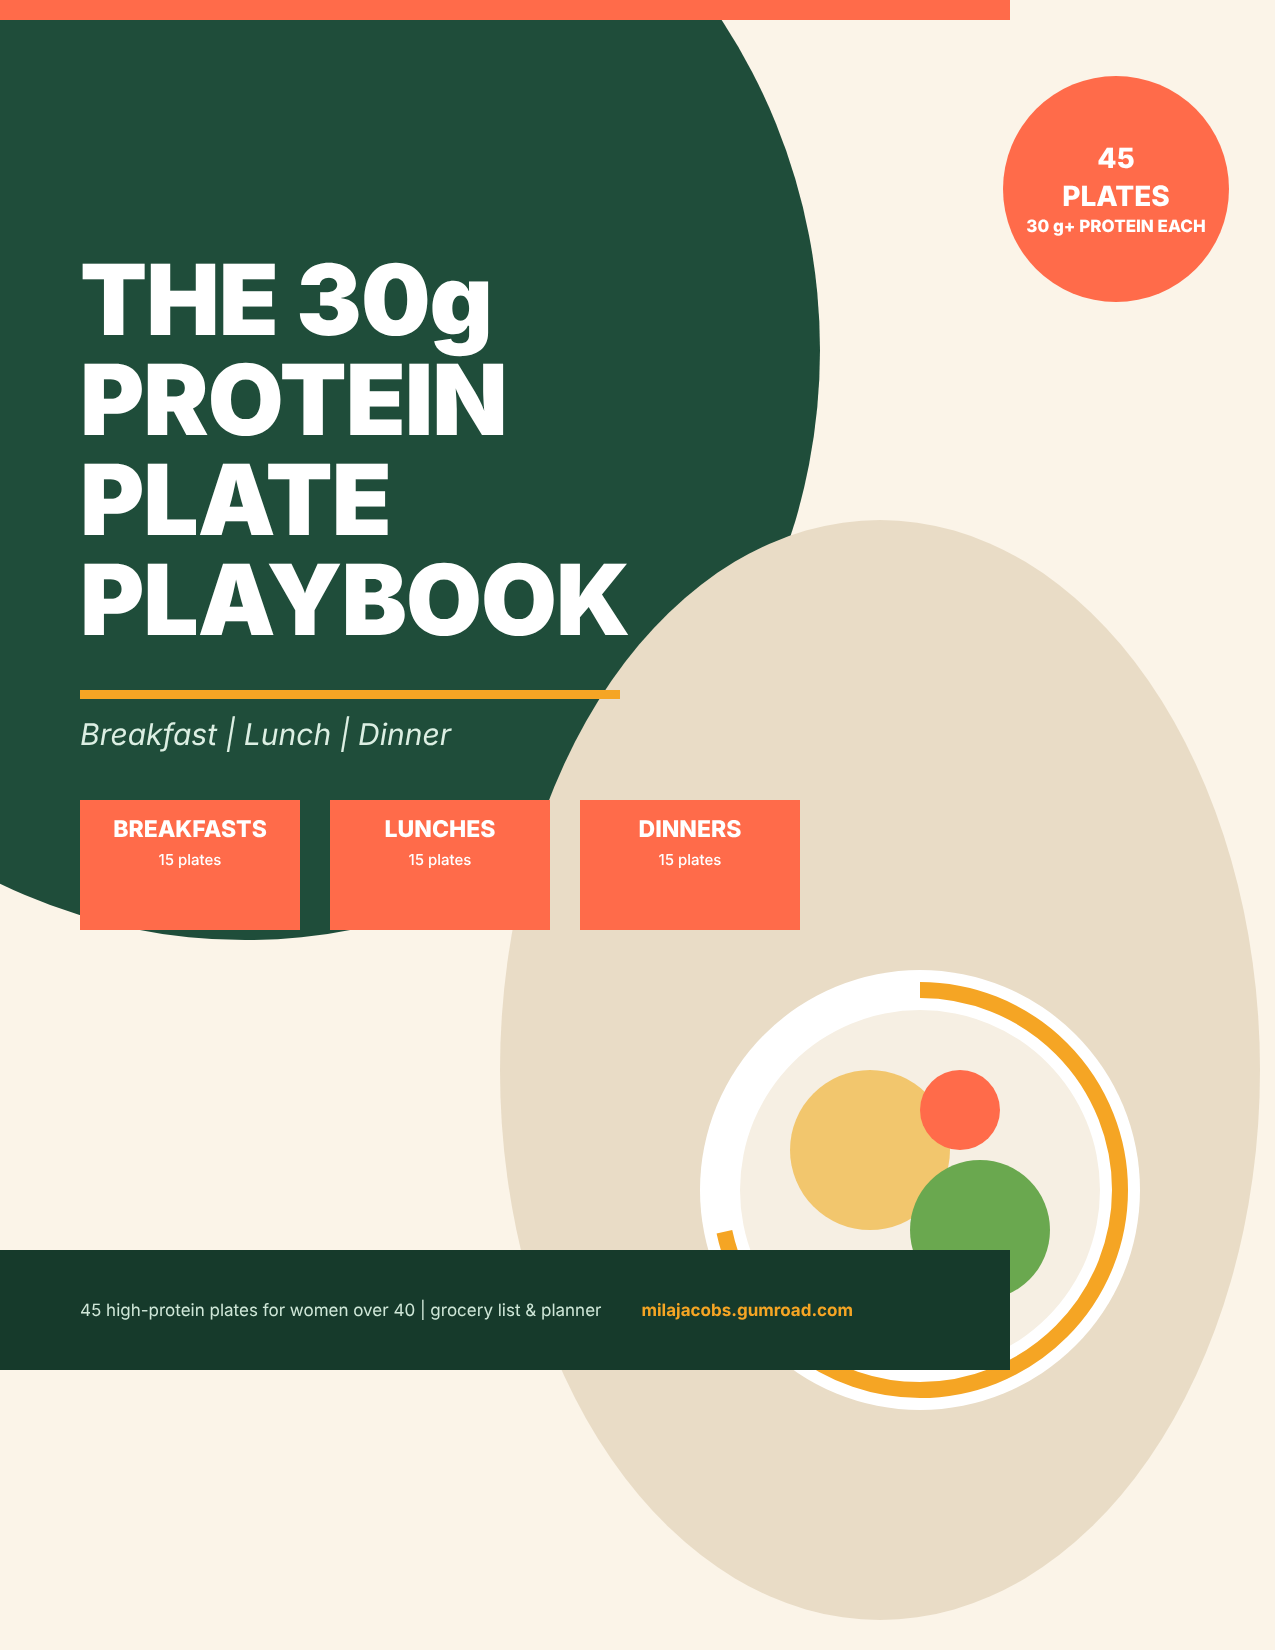 45
PLATES
30 g+ PROTEIN EACH
THE 30g
PROTEIN
PLATE
PLAYBOOK
Breakfast | Lunch | Dinner
BREAKFASTS
15 plates
LUNCHES
15 plates
DINNERS
15 plates
45 high-protein plates for women over 40 | grocery list & planner
milajacobs.gumroad.com